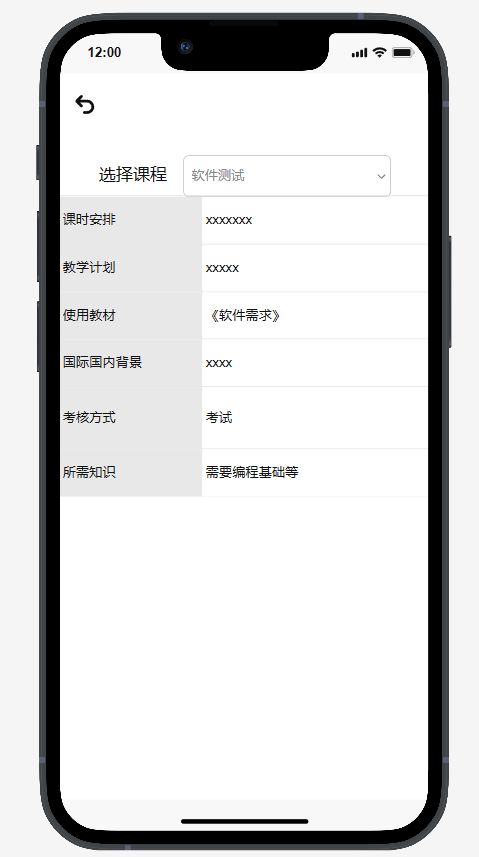 12:00
选择课程 软件测试
课时安排 xxxxxxx
教学计划 xxxxx
使用教材 《软件需求》
国际国内背景 xxxx
考核方式 考试
所需知识 需要编程基础等